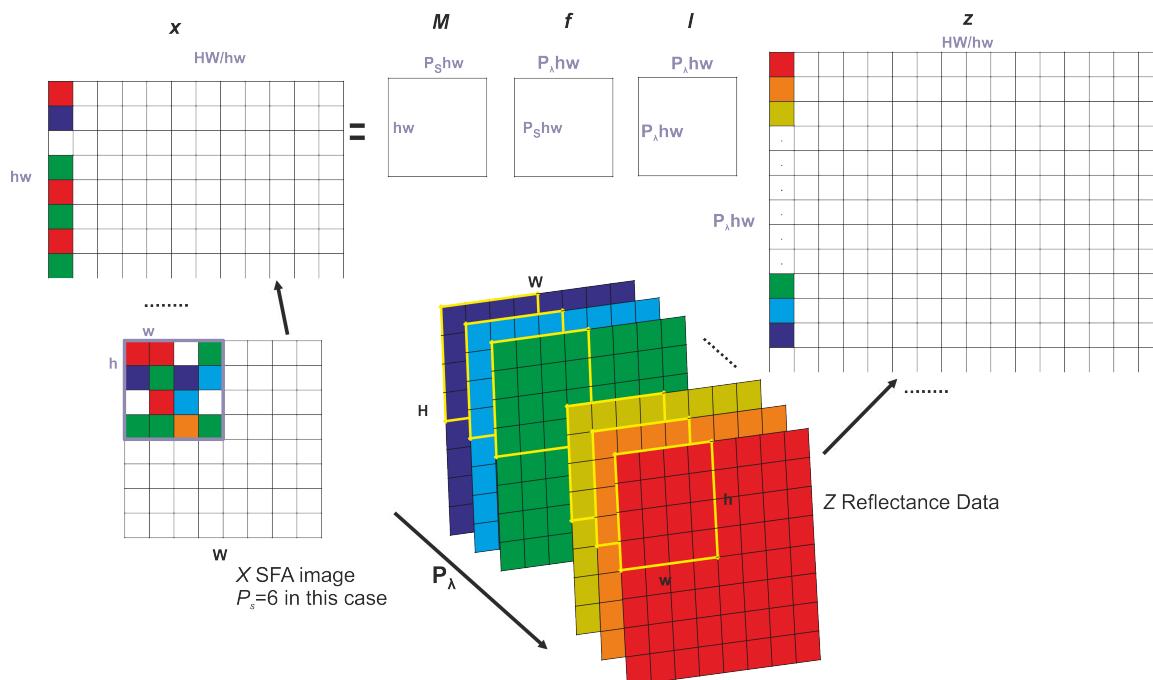 x
M
f
l
z
HW/hw
PShw
Pλhw
Pλhw
HW/hw
=
hw
PShw
Pλhw
hw
Pλhw
........
w
h
W
H
......
........
h
w
Z Reflectance Data
W
Pλ
X SFA image
Ps=6 in this case